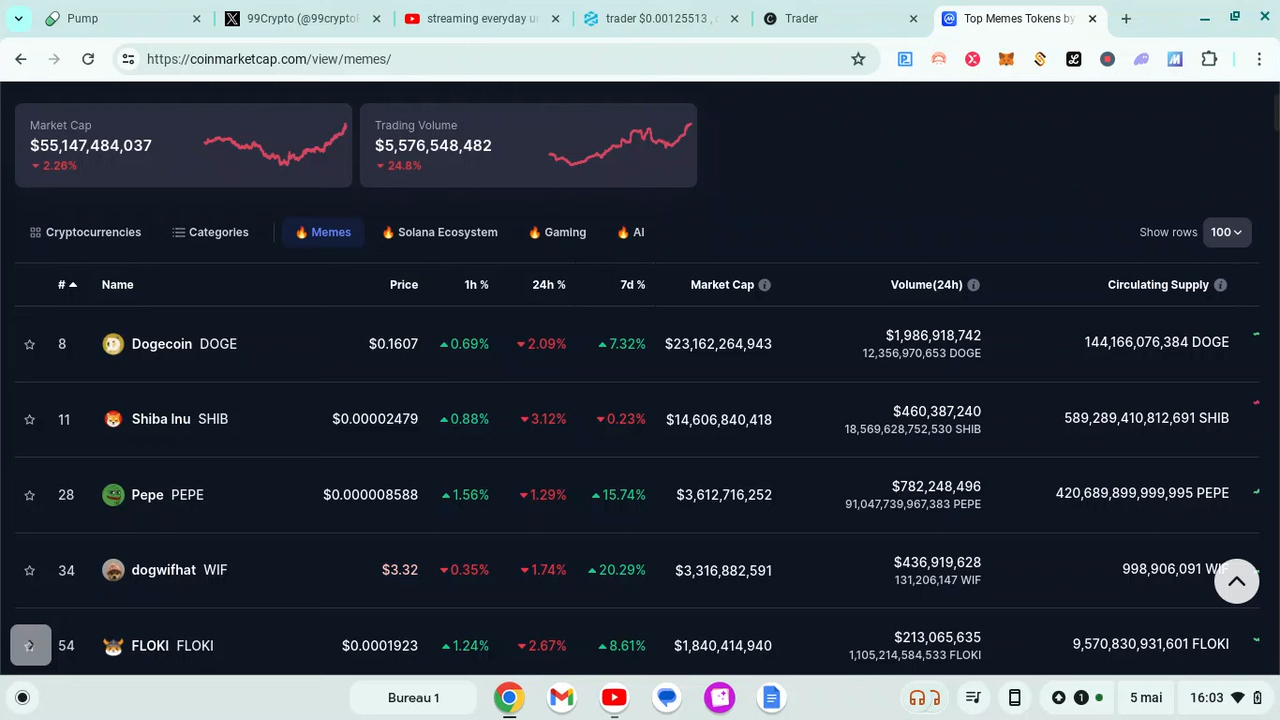 Pump
99Crypto (@99crypto
streaming everyday u
trader $0.00125513 ,
Trader
Top Memes Tokens by
https://coinmarketcap.com/view/memes/
Market Cap
$55,147,484,037
2.26%
Trading Volume
$5,576,548,482
24.8%
Cryptocurrencies Categories 🔥 Memes 🔥 Solana Ecosystem 🔥 Gaming 🔥 AI Show rows 100
# Name Price 1h % 24h % 7d % Market Cap Volume(24h) Circulating Supply
8 Dogecoin DOGE $0.1607 0.69% 2.09% 7.32% $23,162,264,943 $1,986,918,742 144,166,076,384 DOGE
12,356,970,653 DOGE
11 Shiba Inu SHIB $0.00002479 0.88% 3.12% 0.23% $14,606,840,418 $460,387,240 589,289,410,812,691 SHIB
18,569,628,752,530 SHIB
28 Pepe PEPE $0.000008588 1.56% 1.29% 15.74% $3,612,716,252 $782,248,496 420,689,899,999,995 PEPE
91,047,739,967,383 PEPE
34 dogwifhat WIF $3.32 0.35% 1.74% 20.29% $3,316,882,591 $436,919,628 998,906,091 WIF
131,206,147 WIF
54 FLOKI FLOKI $0.0001923 1.24% 2.67% 8.61% $1,840,414,940 $213,065,635 9,570,830,931,601 FLOKI
1,105,214,584,533 FLOKI
Bureau 1
1
5 mai
16:03